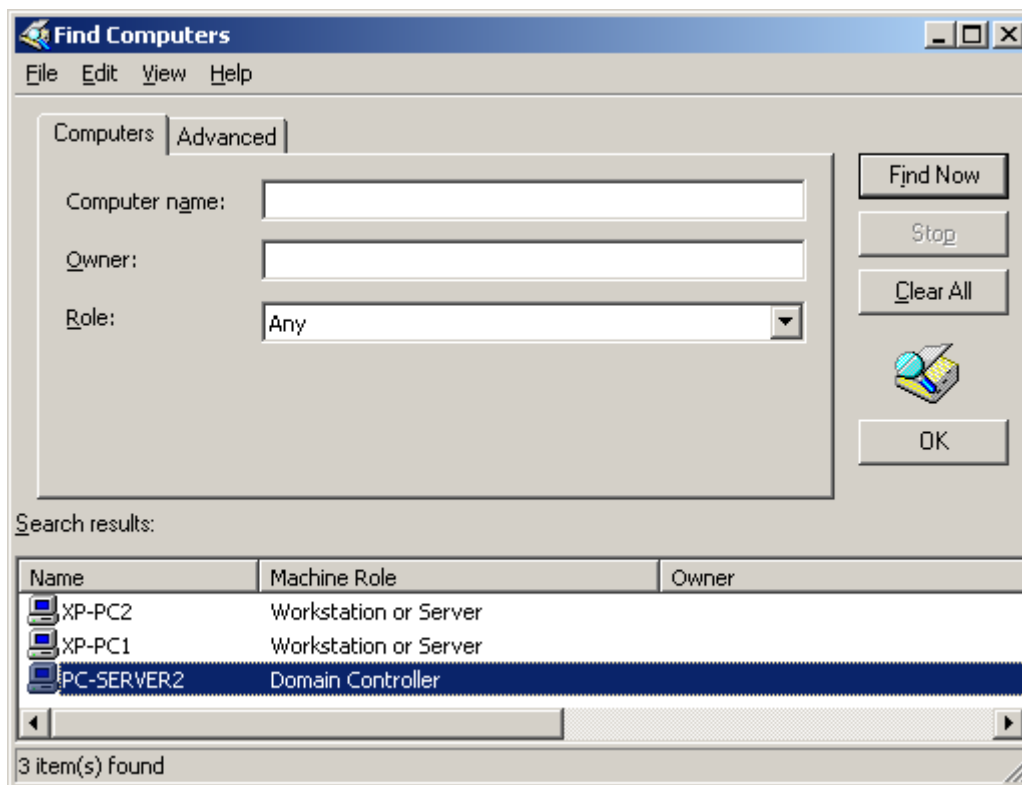 Find Computers
File Edit View Help
Computers Advanced
Computer name:
Owner:
Role: Any
Find Now
Stop
Clear All
OK
Search results:
Name Machine Role Owner
XP-PC2 Workstation or Server
XP-PC1 Workstation or Server
PC-SERVER2 Domain Controller
3 item(s) found